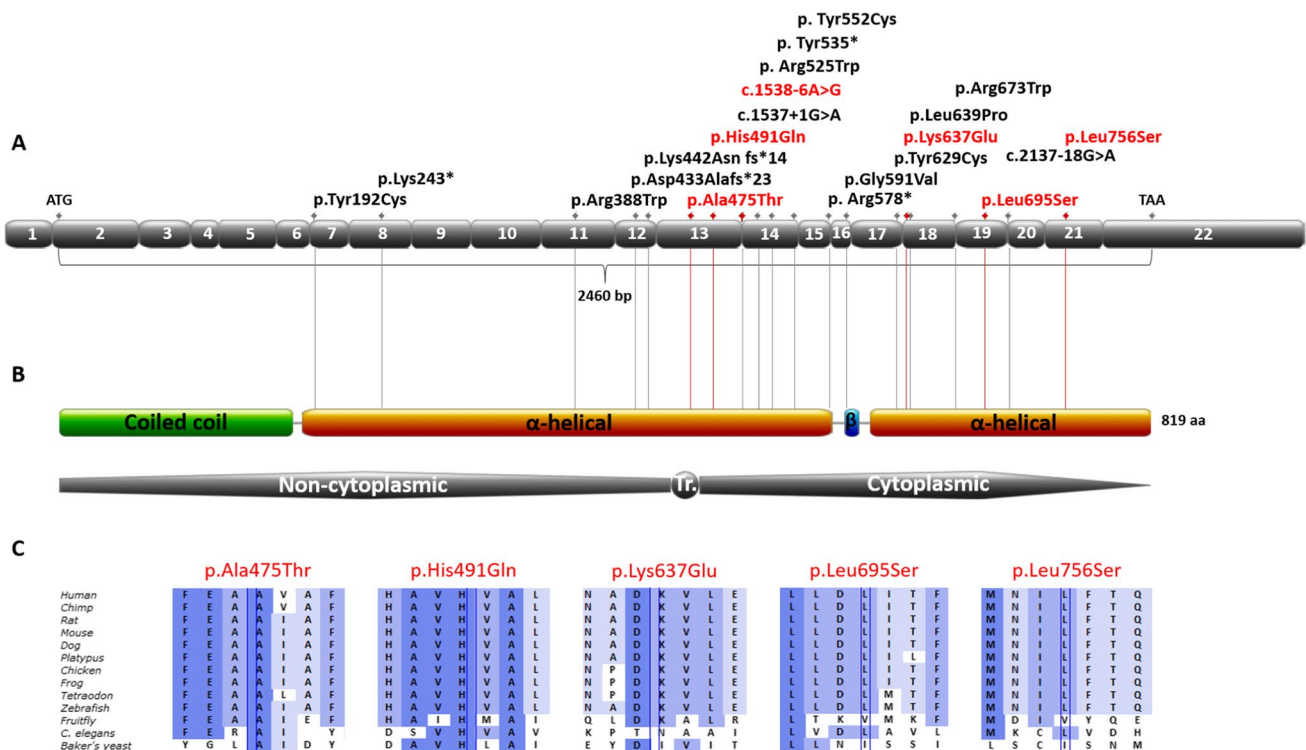 p. Tyr552Cys
p. Tyr535*
p. Arg525Trp
c.1538-6A>G p.Arg673Trp
c.1537+1G>A p.Leu639Pro
A p.His491Gln p.Lys637Glu p.Leu756Ser
p.Lys442Asn fs*14 p.Tyr629Cys c.2137-18G>A
p.Lys243* p.Asp433Alafs*23 p.Gly591Val
ATG p.Tyr192Cys p.Arg388Trp p.Ala475Thr p. Arg578* p.Leu695Ser TAA
1 2 3 4 5 6 7 8 9 10 11 12 13 14 15 16 17 18 19 20 21 22
2460 bp
B
Coiled coil α-helical β α-helical 819 aa
Non-cytoplasmic Tr. Cytoplasmic
C
p.Ala475Thr p.His491Gln p.Lys637Glu p.Leu695Ser p.Leu756Ser
Human F E A A V A F H A V H V A L N A D K V L E L L D L I T F M N I L F T Q
Chimp F E A A V A F H A V H V A L N A D K V L E L L D L I T F M N I L F T Q
Rat F E A A I A F H A V H V A L N A D K V L E L L D L I T F M N I L F T Q
Mouse F E A A I A F H A V H V A L N A D K V L E L L D L I T F M N I L F T Q
Dog F E A A I A F H A V H V A L N A D K V L E L L D L I T F M N I L F T Q
Platypus F E A A I A F H A V H V A L N A D K V L E L L D L I L F M N I L F T Q
Chicken F E A A I A F H A V H V A L N P D K V L E L L D L I T F M N I L F T Q
Frog F E A A I A F H A V H V A L N P D K V L E L L D L I T F M N I L F T Q
Tetraodon F E A A L A F H A V H V A L N P D K V L E L L D L M T F M N I L F T Q
Zebrafish F E A A I A F H A V H V A L N A D K V L E L L D L M T F M N I L F T Q
Fruitfly F E A A I E F H A I H M A I Q L D K A L R L T K V M K F M D I V Y Q E
C. elegans F E R A I Y D S V H V A V K P T N A A I L V D L A V L M K C L V D H
Baker's yeast Y G L A I D Y D A V H L A I E Y D I V I T L L N I S S I L S C I S N M